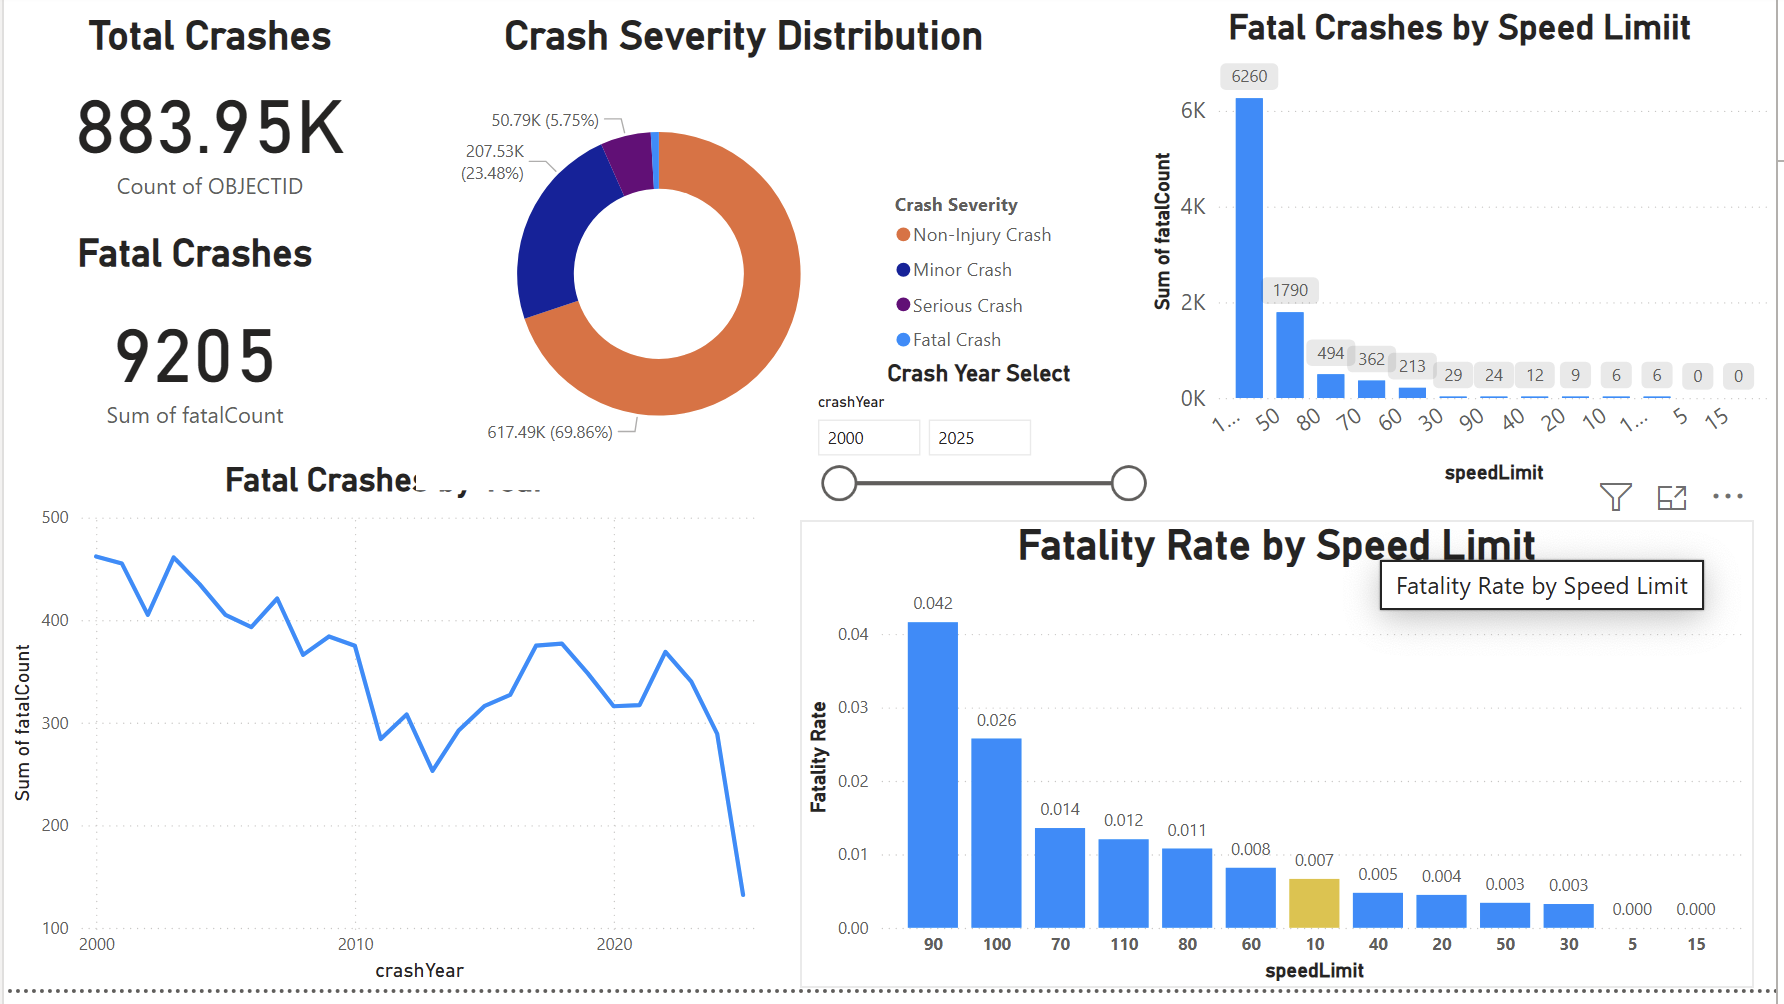 Total Crashes
883.95K
Count of OBJECTID
Fatal Crashes
9205
Sum of fatalCount
Crash Severity Distribution
50.79K (5.75%)
207.53K
(23.48%)
617.49K (69.86%)
Crash Severity
Non-Injury Crash
Minor Crash
Serious Crash
Fatal Crash
Crash Year Select
crashYear
2000 2025
Fatal Crashes by Speed Limiit
Sum of fatalCount
6K
4K
2K
0K
6260
1790
494 362 213 29 24 12 9 6 6 0 0
1... 50 80 70 60 30 90 40 20 10 1... 5 15
speedLimit
Fatal Crashes by Year
Sum of fatalCount
500
400
300
200
100
2000 2010 2020
crashYear
Fatality Rate by Speed Limit
Fatality Rate by Speed Limit
Fatality Rate
0.04
0.03
0.02
0.01
0.00
0.042 0.026 0.014 0.012 0.011 0.008 0.007 0.005 0.004 0.003 0.003 0.000 0.000
90 100 70 110 80 60 10 40 20 50 30 5 15
speedLimit